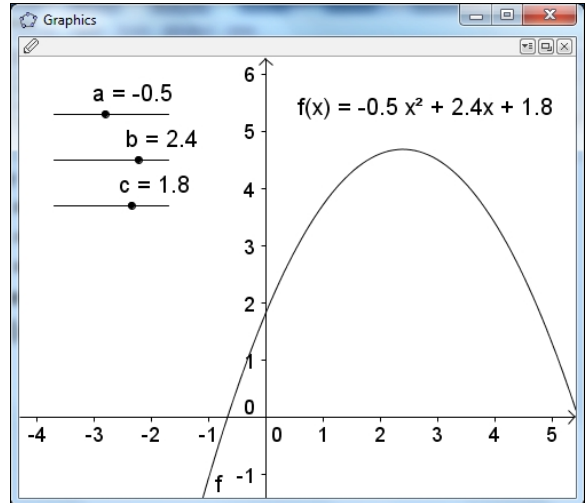 Graphics
a = -0.5
b = 2.4
c = 1.8
f(x) = -0.5 x² + 2.4x + 1.8
6
5
4
3
2
1
0
-4 -3 -2 -1 0 1 2 3 4 5
-1
f